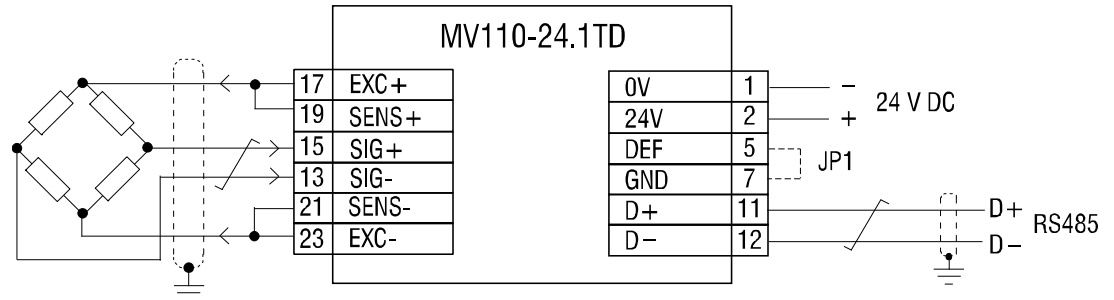 MV110-24.1TD
17 EXC+
19 SENS+
15 SIG+
13 SIG-
21 SENS-
23 EXC-
0V 1 −
24V 2 +
24 V DC
DEF 5
GND 7
JP1
D+ 11 D+
D− 12 D−
RS485